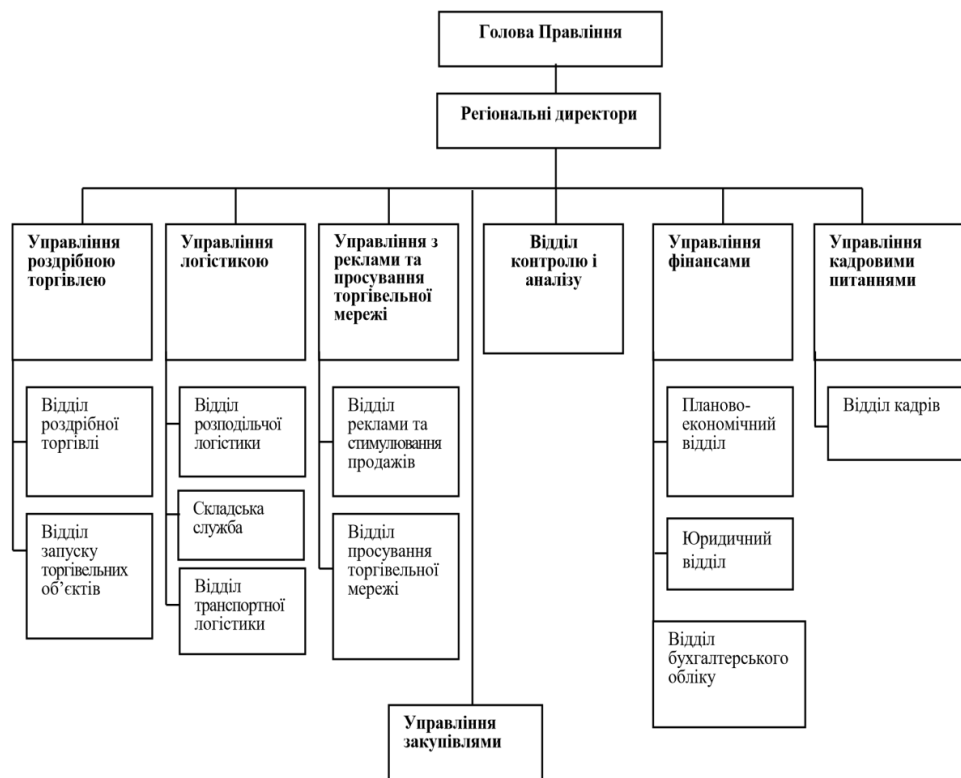 Голова Правління
Регіональні директори
Управління
роздрібною
торгівлею
Управління
логістикою
Управління з
реклами та
просування
торгівельної
мережі
Відділ
контролю і
аналізу
Управління
фінансами
Управління
кадровими
питаннями
Відділ
роздрібної
торгівлі
Відділ
розподільчої
логістики
Відділ
реклами та
стимулювання
продажів
Планово-
економічний
відділ
Відділ кадрів
Відділ
запуску
торгівельних
об’єктів
Складська
служба
Відділ
транспортної
логістики
Відділ
просування
торгівельної
мережі
Юридичний
відділ
Відділ
бухгалтерського
обліку
Управління
закупівлями